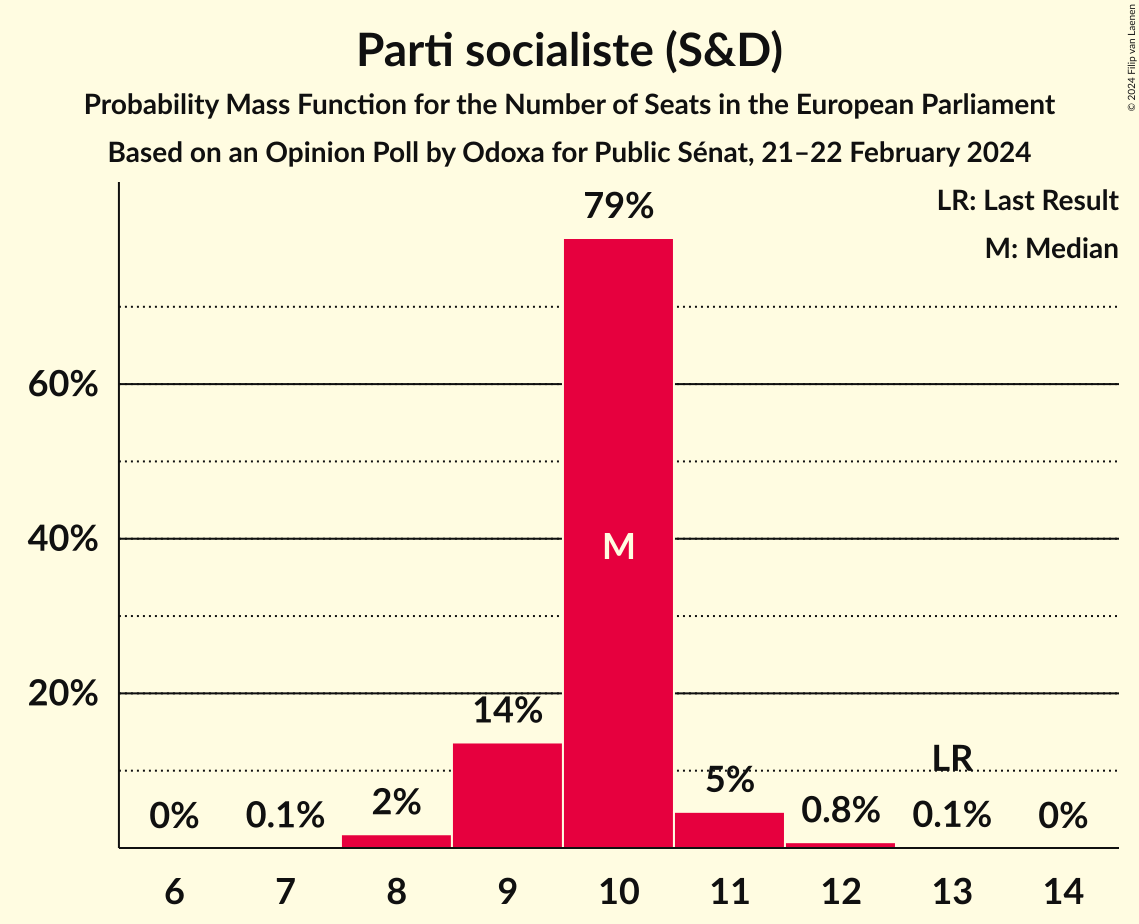 Parti socialiste (S&D)
Probability Mass Function for the Number of Seats in the European Parliament
Based on an Opinion Poll by Odoxa for Public Sénat, 21–22 February 2024
© 2024 Filip van Laenen
LR: Last Result
M: Median
79%
60%
40%
20%
M
14%
LR
0%
0.1%
2%
5%
0.8%
0.1%
0%
6
7
8
9
10
11
12
13
14